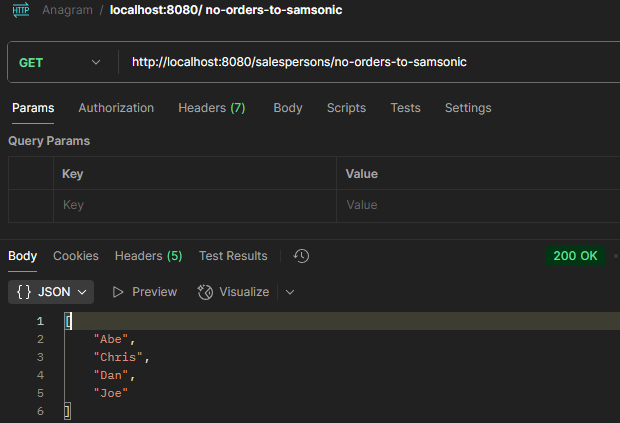 HTTP Anagram / localhost:8080/ no-orders-to-samsonic
GET http://localhost:8080/salespersons/no-orders-to-samsonic
Params Authorization Headers (7) Body Scripts Tests Settings
Query Params
Key Value
Key Value
Body Cookies Headers (5) Test Results 200 OK
{} JSON Preview Visualize
1 [
2 "Abe",
3 "Chris",
4 "Dan",
5 "Joe"
6 ]